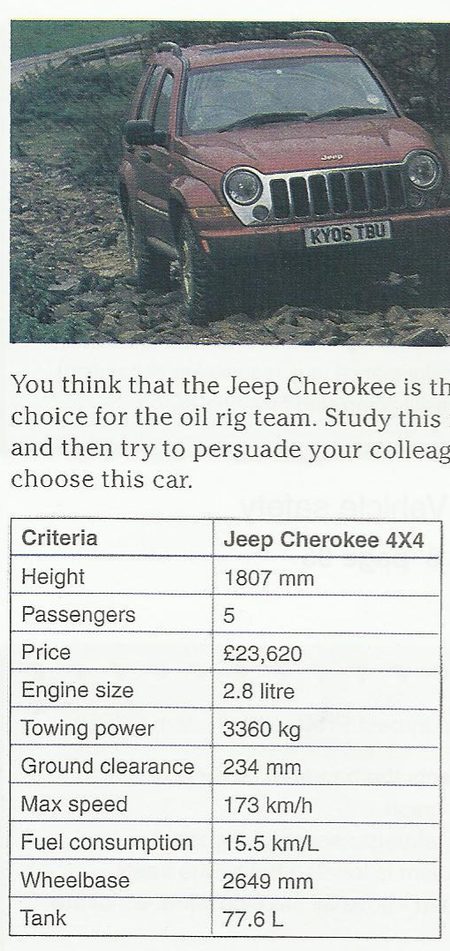 Jeep
KY06 TBU
You think that the Jeep Cherokee is th
choice for the oil rig team. Study this
and then try to persuade your colleag
choose this car.
Criteria Jeep Cherokee 4X4
Height 1807 mm
Passengers 5
Price £23,620
Engine size 2.8 litre
Towing power 3360 kg
Ground clearance 234 mm
Max speed 173 km/h
Fuel consumption 15.5 km/L
Wheelbase 2649 mm
Tank 77.6 L